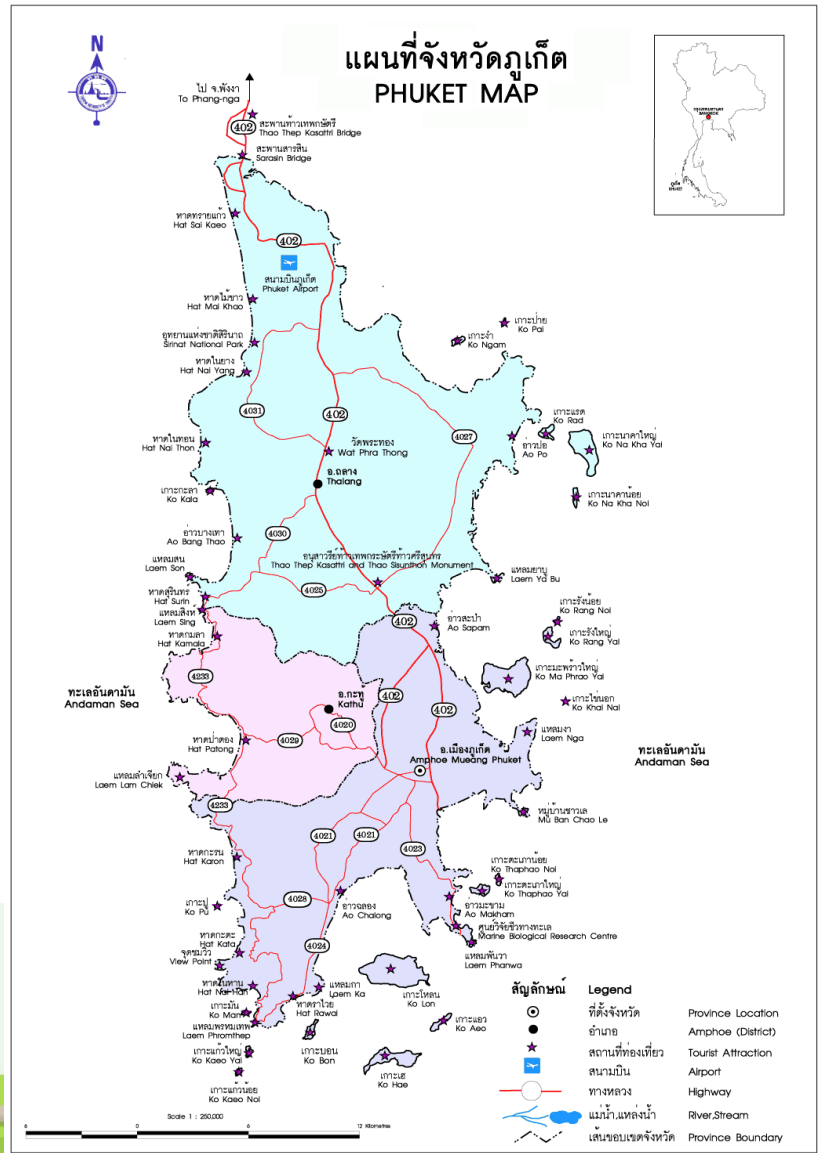 แผนที่จังหวัดภูเก็ต
PHUKET MAP
N
ไป จ.พังงา
To Phang-nga
402
สะพานท้าวเทพกษัตรี
Thao Thep Kasattri Bridge
สะพานสารสิน
Sarasin Bridge
กรุงเทพมหานคร
BANGKOK
ภูเก็ต
PHUKET
หาดทรายแก้ว
Hat Sai Kaeo
402
สนามบินภูเก็ต
Phuket Airport
หาดไม้ขาว
Hat Mai Khao
เกาะป่าย
Ko Pai
เกาะงำ
Ko Ngam
อุทยานแห่งชาติสิรินาถ
Sirinat National Park
หาดในยาง
Hat Nai Yang
4031
402
4027
เกาะแรด
Ko Rad
เกาะนาคาใหญ่
Ko Na Kha Yai
อ่าวปอ
Ao Po
หาดในทอน
Hat Nai Thon
วัดพระทอง
Wat Phra Thong
อ.ถลาง
Thalang
เกาะกะลา
Ko Kala
เกาะนาคาน้อย
Ko Na Kha Noi
อ่าวบางเทา
Ao Bang Thao
4030
อนุสาวรีย์ท้าวเทพกระษัตรีท้าวศรีสุนทร
Thao Thep Kasattri and Thao Sisunthon Monument
แหลมสน
Laem Son
แหลมยาบู
Laem Ya Bu
4025
หาดสุรินทร
Hat Surin
แหลมสิงห์
Laem Sing
402
อ่าวสะปำ
Ao Sapam
เกาะรังน้อย
Ko Rang Noi
เกาะรังใหญ่
Ko Rang Yai
หาดกมลา
Hat Kamala
4233
เกาะมะพร้าวใหญ่
Ko Ma Phrao Yai
ทะเลอันดามัน
Andaman Sea
อ.กะทู้
Kathu
402
402
เกาะไข่นอก
Ko Khai Nai
4020
แหลมงา
Laem Nga
หาดป่าตอง
Hat Patong
4029
อ.เมืองภูเก็ต
Amphoe Mueang Phuket
ทะเลอันดามัน
Andaman Sea
แหลมลำเจียก
Laem Lam Chiek
4233
หมู่บ้านชาวเล
Mu Ban Chao Le
4021
4021
4023
หาดกะรน
Hat Karon
เกาะตะเภาน้อย
Ko Thaphao Noi
เกาะตะเภาใหญ่
Ko Thaphao Yai
เกาะปู
Ko Pu
4028
อ่าวฉลอง
Ao Chalong
อ่าวมะขาม
Ao Makham
ศูนย์วิจัยชีวทางทะเล
Marine Biological Research Centre
หาดกะตะ
Hat Kata
4024
แหลมพันวา
Laem Phanwa
จุดชมวิว
View Point
หาดในหาน
Hat Nai Han
แหลมกา
Laem Ka
เกาะโหลน
Ko Lon
เกาะมัน
Ko Man
หาดราไวย
Hat Rawai
แหลมพรหมเทพ
Laem Phromthep
เกาะแอว
Ko Aeo
เกาะแก้วใหญ่
Ko Kaeo Yai
เกาะบอน
Ko Bon
เกาะเฮ
Ko Hae
เกาะแก้วน้อย
Ko Kaeo Noi
สัญลักษณ์ Legend
ที่ตั้งจังหวัด Province Location
อำเภอ Amphoe (District)
สถานที่ท่องเที่ยว Tourist Attraction
สนามบิน Airport
ทางหลวง Highway
แม่น้ำ,แหล่งน้ำ River,Stream
เส้นขอบเขตจังหวัด Province Boundary
Scale 1 : 250,000
6 0 6 12 Kilometres